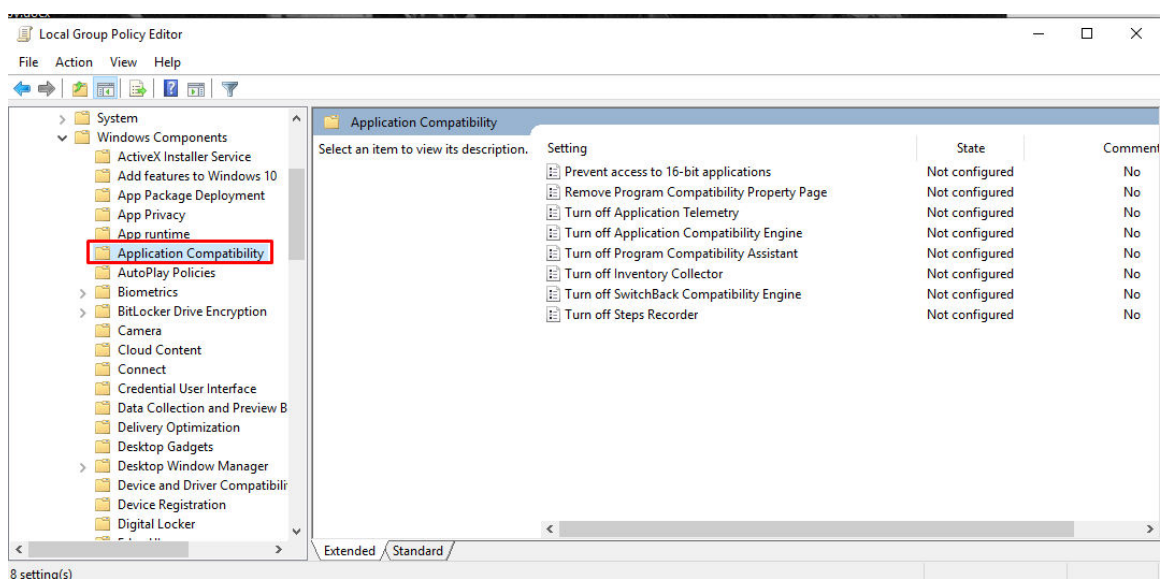 Local Group Policy Editor
File Action View Help
System
Windows Components
ActiveX Installer Service
Add features to Windows 10
App Package Deployment
App Privacy
App runtime
Application Compatibility
AutoPlay Policies
Biometrics
BitLocker Drive Encryption
Camera
Cloud Content
Connect
Credential User Interface
Data Collection and Preview B
Delivery Optimization
Desktop Gadgets
Desktop Window Manager
Device and Driver Compatibili
Device Registration
Digital Locker
Application Compatibility
Select an item to view its description.
Setting State Comment
Prevent access to 16-bit applications Not configured No
Remove Program Compatibility Property Page Not configured No
Turn off Application Telemetry Not configured No
Turn off Application Compatibility Engine Not configured No
Turn off Program Compatibility Assistant Not configured No
Turn off Inventory Collector Not configured No
Turn off SwitchBack Compatibility Engine Not configured No
Turn off Steps Recorder Not configured No
Extended Standard
8 setting(s)